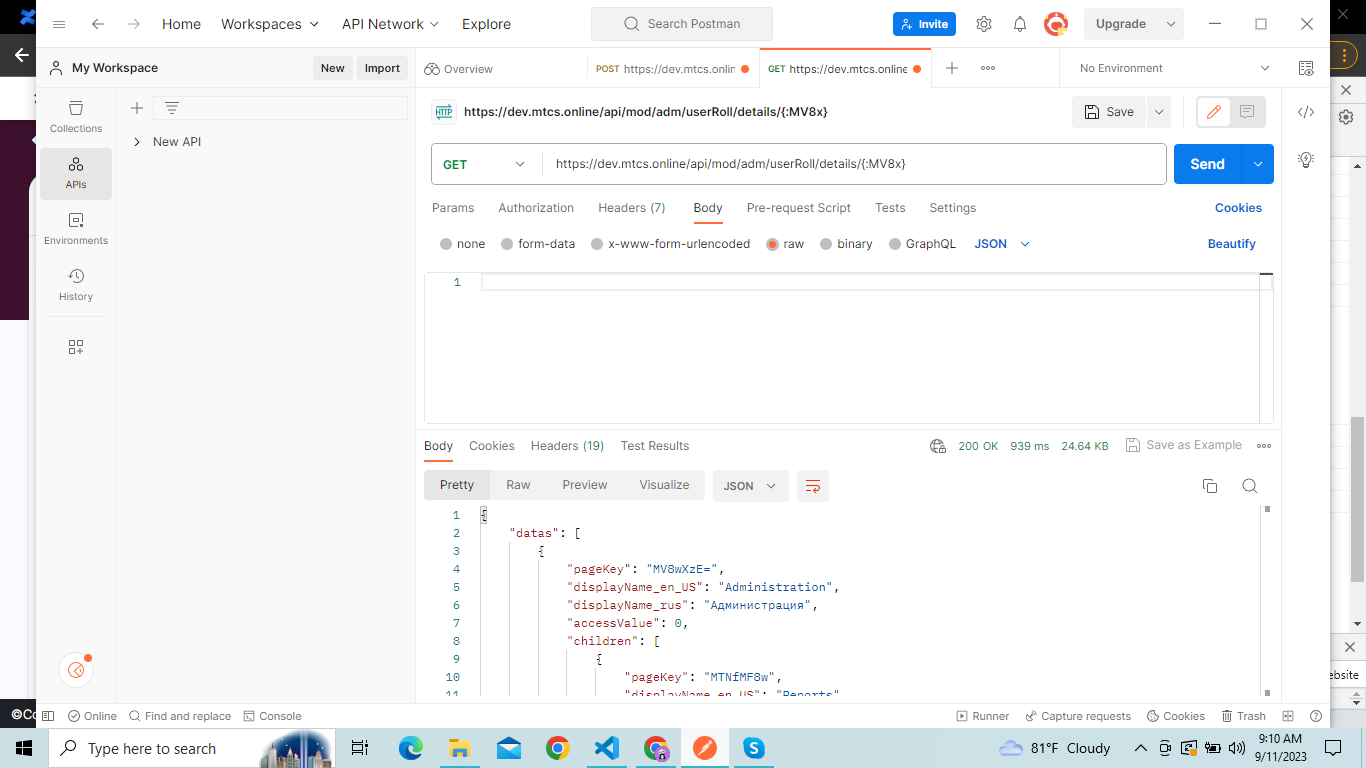 Home Workspaces API Network Explore Search Postman Invite Upgrade
My Workspace New Import Overview POST https://dev.mtcs.onlin GET https://dev.mtcs.online No Environment
Collections
New API
APIs
Environments
History
HTTP https://dev.mtcs.online/api/mod/adm/userRoll/details/{:MV8x} Save
GET https://dev.mtcs.online/api/mod/adm/userRoll/details/{:MV8x} Send
Params Authorization Headers (7) Body Pre-request Script Tests Settings Cookies
none form-data x-www-form-urlencoded raw binary GraphQL JSON Beautify
1
Body Cookies Headers (19) Test Results 200 OK 939 ms 24.64 KB Save as Example
Pretty Raw Preview Visualize JSON
1 {
2 "datas": [
3 {
4 "pageKey": "MV8wXzE=",
5 "displayName_en_US": "Administration",
6 "displayName_rus": "Администрация",
7 "accessValue": 0,
8 "children": [
9 {
10 "pageKey": "MTNfMF8w",
11 "displayName_en_US": "Reports"
ebsite
©Co
Online Find and replace Console Runner Capture requests Cookies Trash
Type here to search 81°F Cloudy 9:10 AM
9/11/2023